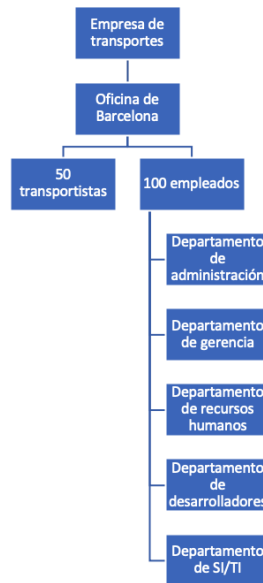 Empresa de
transportes
Oficina de
Barcelona
50
transportistas
100 empleados
Departamento
de
administración
Departamento
de gerencia
Departamento
de recursos
humanos
Departamento
de
desarrolladores
Departamento
de SI/TI